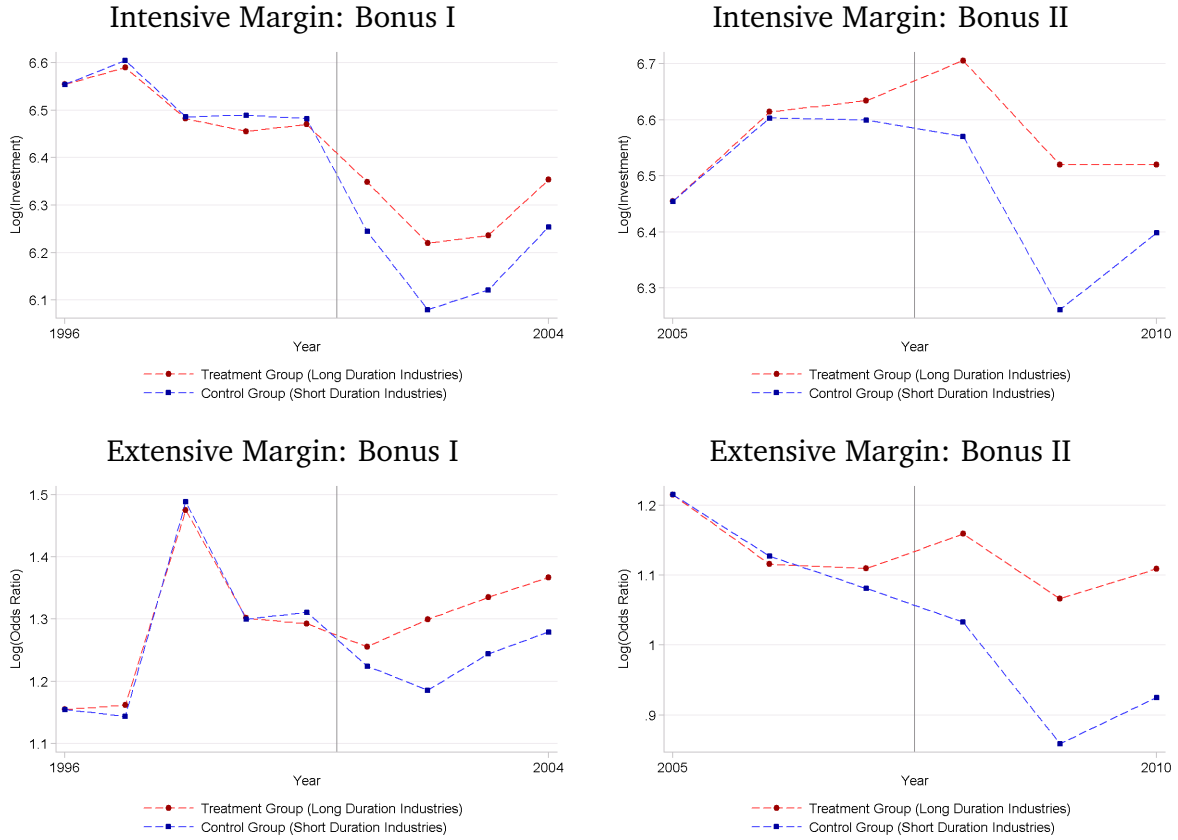 Intensive Margin: Bonus I
Log(Investment)
6.6
6.5
6.4
6.3
6.2
6.1
1996
2004
Year
Treatment Group (Long Duration Industries)
Control Group (Short Duration Industries)
Intensive Margin: Bonus II
Log(Investment)
6.7
6.6
6.5
6.4
6.3
2005
2010
Year
Treatment Group (Long Duration Industries)
Control Group (Short Duration Industries)
Extensive Margin: Bonus I
Log(Odds Ratio)
1.5
1.4
1.3
1.2
1.1
1996
2004
Year
Treatment Group (Long Duration Industries)
Control Group (Short Duration Industries)
Extensive Margin: Bonus II
Log(Odds Ratio)
1.2
1.1
1
.9
2005
2010
Year
Treatment Group (Long Duration Industries)
Control Group (Short Duration Industries)